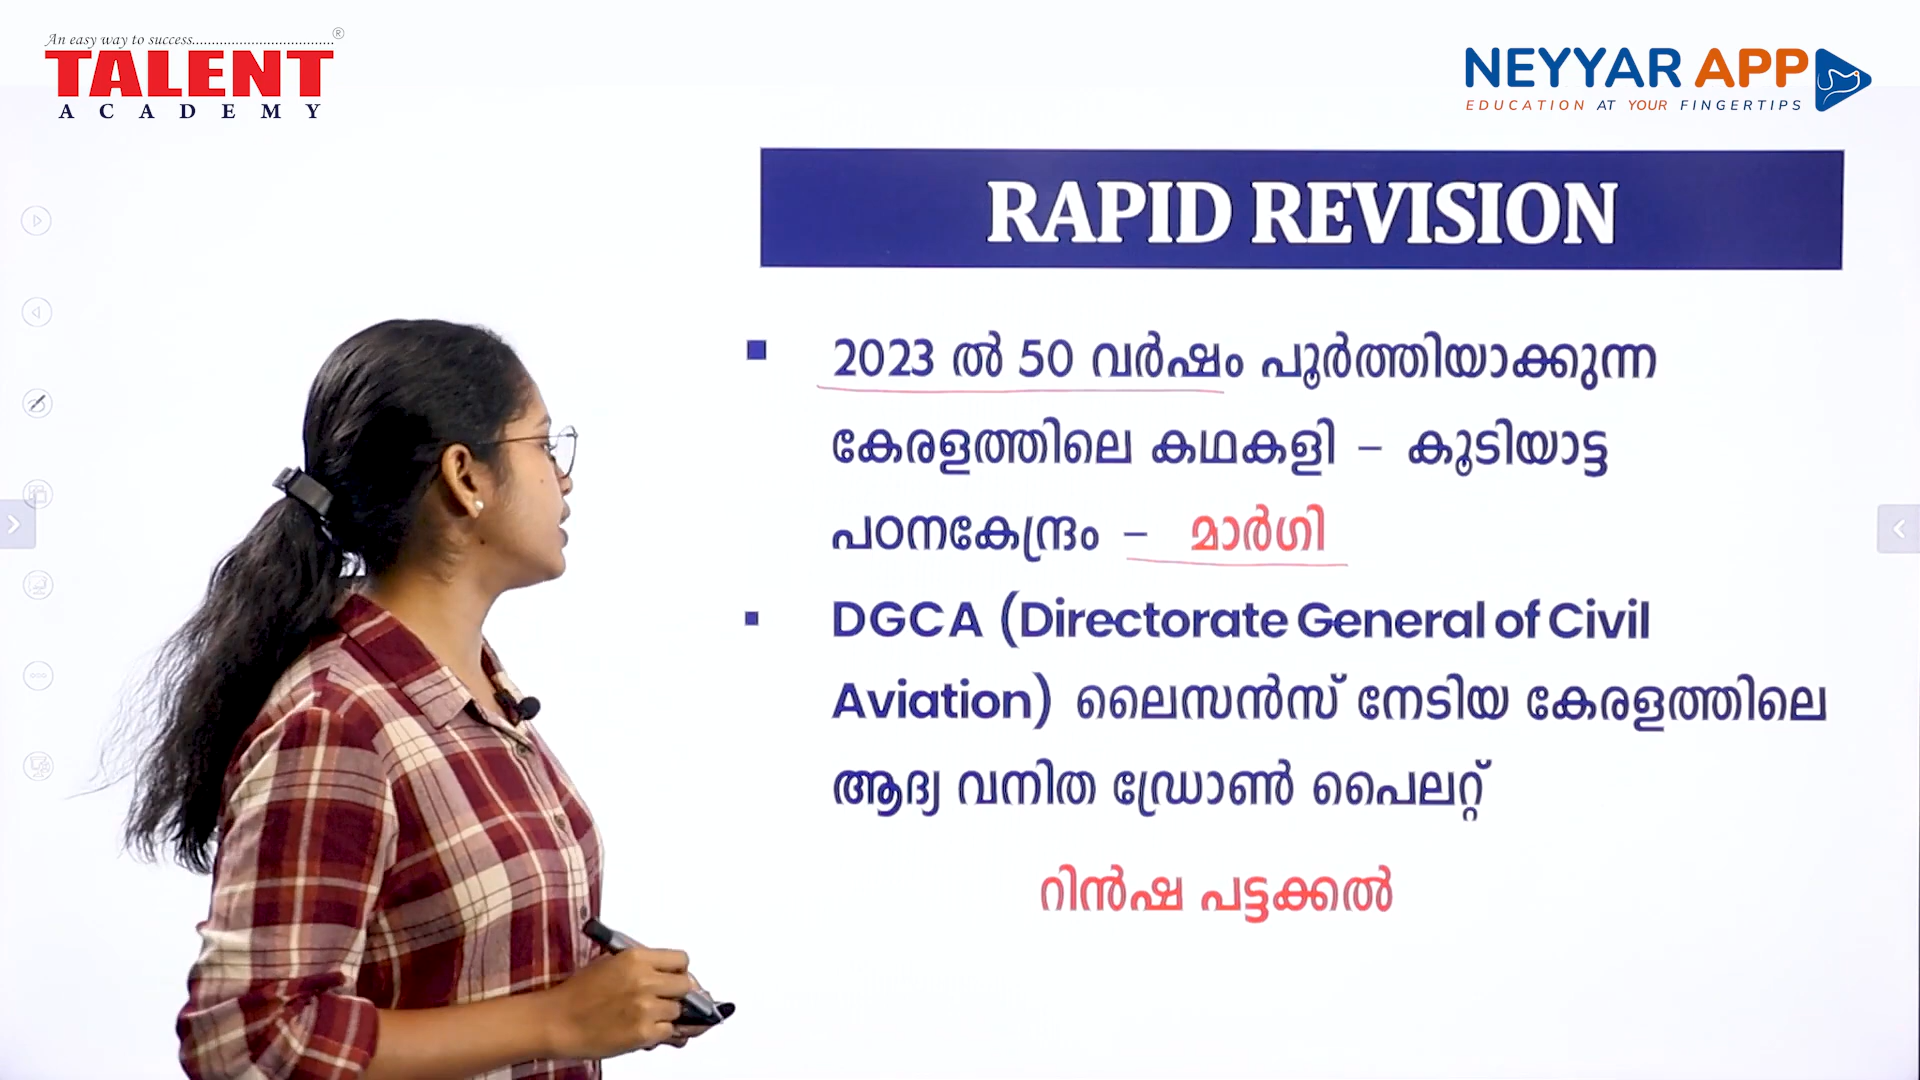 An easy way to success....................................®
TALENT
ACADEMY
NEYYAR APP
EDUCATION AT YOUR FINGERTIPS
RAPID REVISION
▪ 2023 ൽ 50 വർഷം പൂർത്തിയാക്കുന്ന
കേരളത്തിലെ കഥകളി – കൂടിയാട്ട
പഠനകേന്ദ്രം – മാർഗി
▪ DGCA (Directorate General of Civil
Aviation) ലൈസൻസ് നേടിയ കേരളത്തിലെ
ആദ്യ വനിത ഡ്രോൺ പൈലറ്റ്
റിൻഷ പട്ടക്കൽ